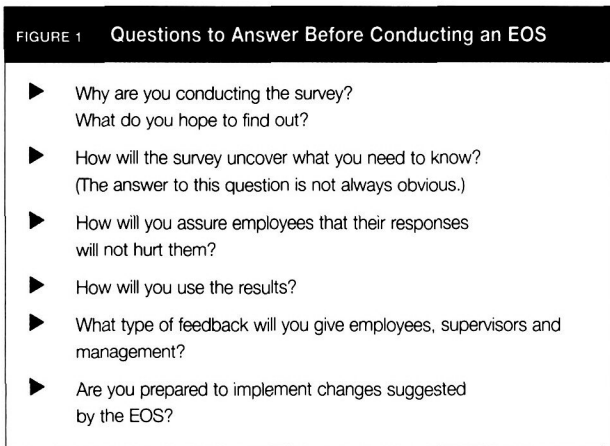 FIGURE 1 Questions to Answer Before Conducting an EOS
Why are you conducting the survey?
What do you hope to find out?
How will the survey uncover what you need to know?
(The answer to this question is not always obvious.)
How will you assure employees that their responses
will not hurt them?
How will you use the results?
What type of feedback will you give employees, supervisors and
management?
Are you prepared to implement changes suggested
by the EOS?